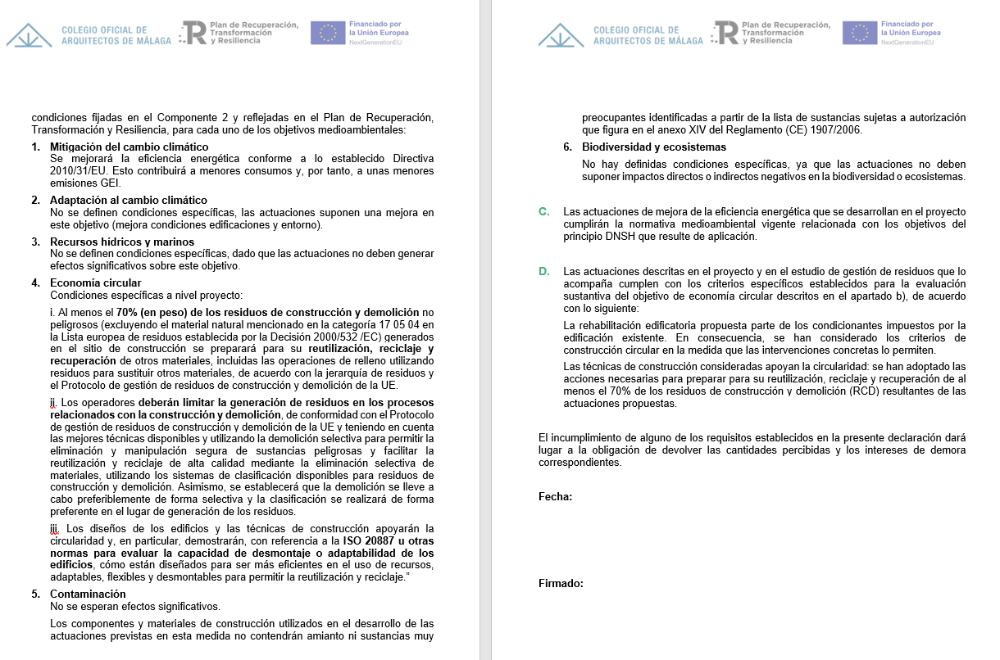 COLEGIO OFICIAL DE
ARQUITECTOS DE MÁLAGA
Plan de Recuperación,
Transformación
y Resiliencia
Financiado por
la Unión Europea
NextGenerationEU
condiciones fijadas en el Componente 2 y reflejadas en el Plan de Recuperación,
Transformación y Resiliencia, para cada uno de los objetivos medioambientales:
1. Mitigación del cambio climático
Se mejorará la eficiencia energética conforme a lo establecido Directiva
2010/31/EU. Esto contribuirá a menores consumos y, por tanto, a unas menores
emisiones GEI.
2. Adaptación al cambio climático
No se definen condiciones específicas, las actuaciones suponen una mejora en
este objetivo (mejora condiciones edificaciones y entorno).
3. Recursos hídricos y marinos
No se definen condiciones específicas, dado que las actuaciones no deben generar
efectos significativos sobre este objetivo.
4. Economía circular
Condiciones específicas a nivel proyecto:
i. Al menos el 70% (en peso) de los residuos de construcción y demolición no
peligrosos (excluyendo el material natural mencionado en la categoría 17 05 04 en
la Lista europea de residuos establecida por la Decisión 2000/532 /EC) generados
en el sitio de construcción se preparará para su reutilización, reciclaje y
recuperación de otros materiales, incluidas las operaciones de relleno utilizando
residuos para sustituir otros materiales, de acuerdo con la jerarquía de residuos y
el Protocolo de gestión de residuos de construcción y demolición de la UE.
ii. Los operadores deberán limitar la generación de residuos en los procesos
relacionados con la construcción y demolición, de conformidad con el Protocolo
de gestión de residuos de construcción y demolición de la UE y teniendo en cuenta
las mejores técnicas disponibles y utilizando la demolición selectiva para permitir la
eliminación y manipulación segura de sustancias peligrosas y facilitar la
reutilización y reciclaje de alta calidad mediante la eliminación selectiva de
materiales, utilizando los sistemas de clasificación disponibles para residuos de
construcción y demolición. Asimismo, se establecerá que la demolición se lleve a
cabo preferiblemente de forma selectiva y la clasificación se realizará de forma
preferente en el lugar de generación de los residuos.
iii. Los diseños de los edificios y las técnicas de construcción apoyarán la
circularidad y, en particular, demostrarán, con referencia a la ISO 20887 u otras
normas para evaluar la capacidad de desmontaje o adaptabilidad de los
edificios, cómo están diseñados para ser más eficientes en el uso de recursos,
adaptables, flexibles y desmontables para permitir la reutilización y reciclaje.”
5. Contaminación
No se esperan efectos significativos.
Los componentes y materiales de construcción utilizados en el desarrollo de las
actuaciones previstas en esta medida no contendrán amianto ni sustancias muy
COLEGIO OFICIAL DE
ARQUITECTOS DE MÁLAGA
Plan de Recuperación,
Transformación
y Resiliencia
Financiado por
la Unión Europea
NextGenerationEU
preocupantes identificadas a partir de la lista de sustancias sujetas a autorización
que figura en el anexo XIV del Reglamento (CE) 1907/2006.
6. Biodiversidad y ecosistemas
No hay definidas condiciones específicas, ya que las actuaciones no deben
suponer impactos directos o indirectos negativos en la biodiversidad o ecosistemas.
C. Las actuaciones de mejora de la eficiencia energética que se desarrollan en el proyecto
cumplirán la normativa medioambiental vigente relacionada con los objetivos del
principio DNSH que resulte de aplicación.
D. Las actuaciones descritas en el proyecto y en el estudio de gestión de residuos que lo
acompaña cumplen con los criterios específicos establecidos para la evaluación
sustantiva del objetivo de economía circular descritos en el apartado b), de acuerdo
con lo siguiente:
La rehabilitación edificatoria propuesta parte de los condicionantes impuestos por la
edificación existente. En consecuencia, se han considerado los criterios de
construcción circular en la medida que las intervenciones concretas lo permiten.
Las técnicas de construcción consideradas apoyan la circularidad: se han adoptado las
acciones necesarias para preparar para su reutilización, reciclaje y recuperación de al
menos el 70% de los residuos de construcción y demolición (RCD) resultantes de las
actuaciones propuestas.
El incumplimiento de alguno de los requisitos establecidos en la presente declaración dará
lugar a la obligación de devolver las cantidades percibidas y los intereses de demora
correspondientes.
Fecha:
Firmado: